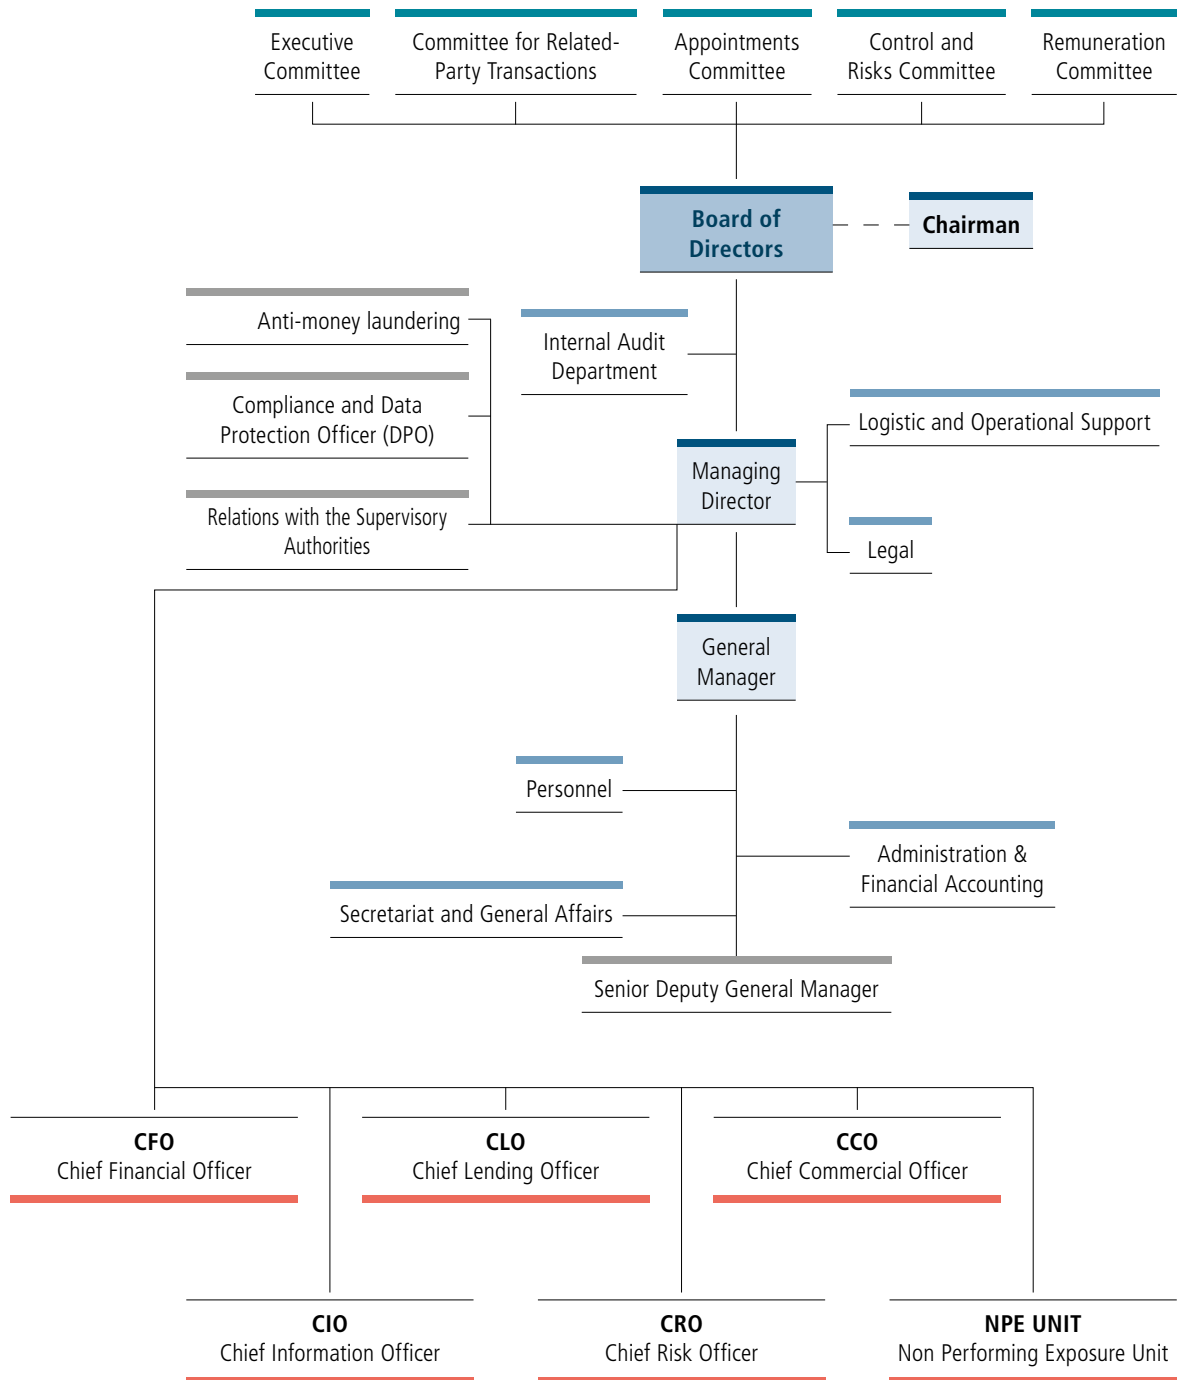 Executive
Committee
Committee for Related-
Party Transactions
Appointments
Committee
Control and
Risks Committee
Remuneration
Committee
Board of
Directors
Chairman
Anti-money laundering
Internal Audit
Department
Compliance and Data
Protection Officer (DPO)
Logistic and Operational Support
Managing
Director
Relations with the Supervisory
Authorities
Legal
General
Manager
Personnel
Administration &
Financial Accounting
Secretariat and General Affairs
Senior Deputy General Manager
CFO
Chief Financial Officer
CLO
Chief Lending Officer
CCO
Chief Commercial Officer
CIO
Chief Information Officer
CRO
Chief Risk Officer
NPE UNIT
Non Performing Exposure Unit